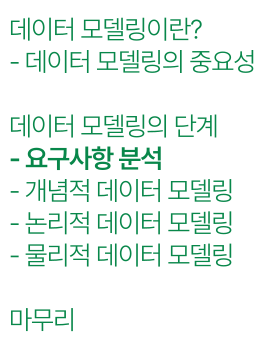 데이터 모델링이란?
- 데이터 모델링의 중요성
데이터 모델링의 단계
- 요구사항 분석
- 개념적 데이터 모델링
- 논리적 데이터 모델링
- 물리적 데이터 모델링
마무리